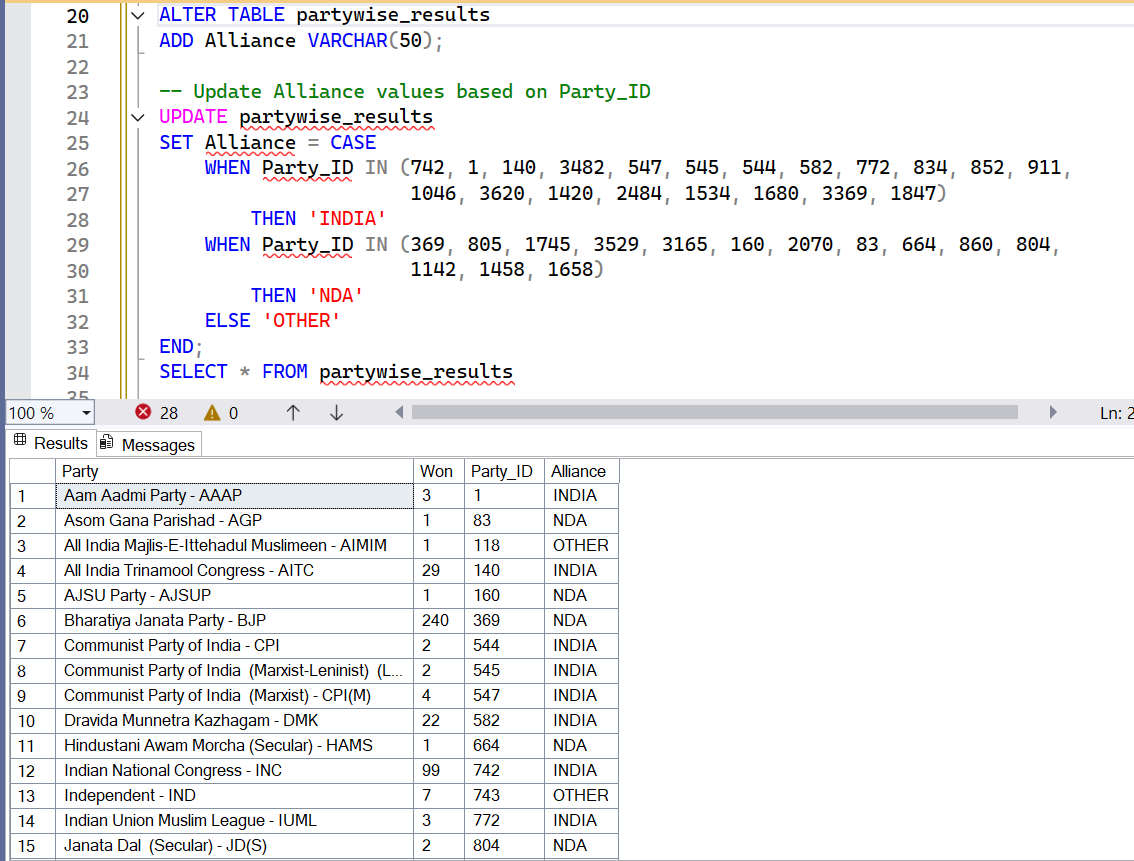 20 ALTER TABLE partywise_results
21 ADD Alliance VARCHAR(50);
22
23 -- Update Alliance values based on Party_ID
24 UPDATE partywise_results
25 SET Alliance = CASE
26 WHEN Party_ID IN (742, 1, 140, 3482, 547, 545, 544, 582, 772, 834, 852, 911,
27 1046, 3620, 1420, 2484, 1534, 1680, 3369, 1847)
28 THEN 'INDIA'
29 WHEN Party_ID IN (369, 805, 1745, 3529, 3165, 160, 2070, 83, 664, 860, 804,
30 1142, 1458, 1658)
31 THEN 'NDA'
32 ELSE 'OTHER'
33 END;
34 SELECT * FROM partywise_results
35
100 % 28 0 Ln: 2
Results Messages
Party Won Party_ID Alliance
1 Aam Aadmi Party - AAAP 3 1 INDIA
2 Asom Gana Parishad - AGP 1 83 NDA
3 All India Majlis-E-Ittehadul Muslimeen - AIMIM 1 118 OTHER
4 All India Trinamool Congress - AITC 29 140 INDIA
5 AJSU Party - AJSUP 1 160 NDA
6 Bharatiya Janata Party - BJP 240 369 NDA
7 Communist Party of India - CPI 2 544 INDIA
8 Communist Party of India (Marxist-Leninist) (L... 2 545 INDIA
9 Communist Party of India (Marxist) - CPI(M) 4 547 INDIA
10 Dravida Munnetra Kazhagam - DMK 22 582 INDIA
11 Hindustani Awam Morcha (Secular) - HAMS 1 664 NDA
12 Indian National Congress - INC 99 742 INDIA
13 Independent - IND 7 743 OTHER
14 Indian Union Muslim League - IUML 3 772 INDIA
15 Janata Dal (Secular) - JD(S) 2 804 NDA